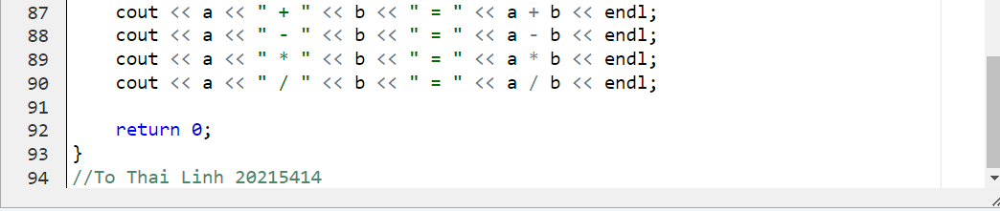 87 cout << a << " + " << b << " = " << a + b << endl;
88 cout << a << " - " << b << " = " << a - b << endl;
89 cout << a << " * " << b << " = " << a * b << endl;
90 cout << a << " / " << b << " = " << a / b << endl;
91
92 return 0;
93 }
94 //To Thai Linh 20215414